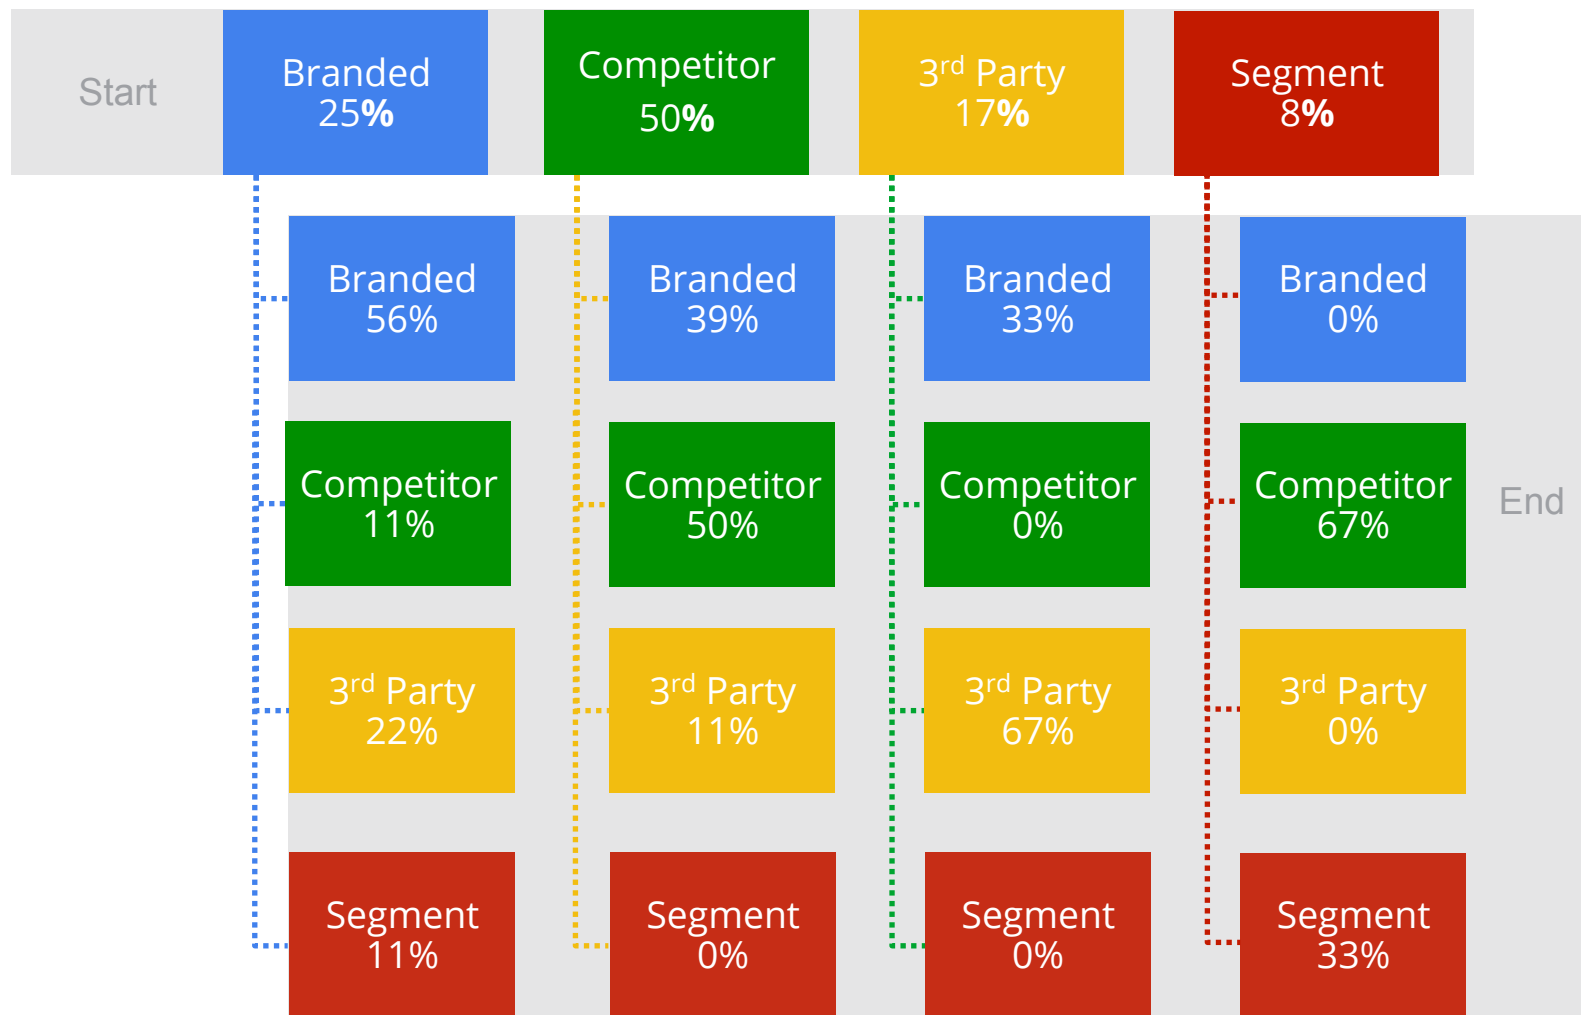 Start
Branded
25%
Competitor
50%
3rd Party
17%
Segment
8%
Branded
56%
Branded
39%
Branded
33%
Branded
0%
Competitor
11%
Competitor
50%
Competitor
0%
Competitor
67%
End
3rd Party
22%
3rd Party
11%
3rd Party
67%
3rd Party
0%
Segment
11%
Segment
0%
Segment
0%
Segment
33%